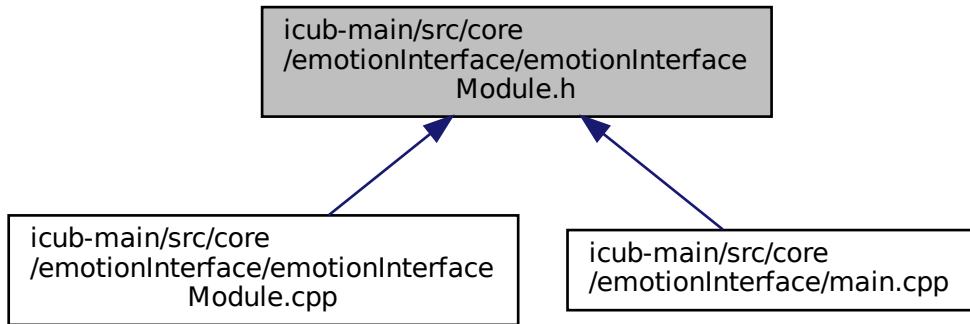 icub-main/src/core
/emotionInterface/emotionInterface
Module.h
icub-main/src/core
/emotionInterface/emotionInterface
Module.cpp
icub-main/src/core
/emotionInterface/main.cpp